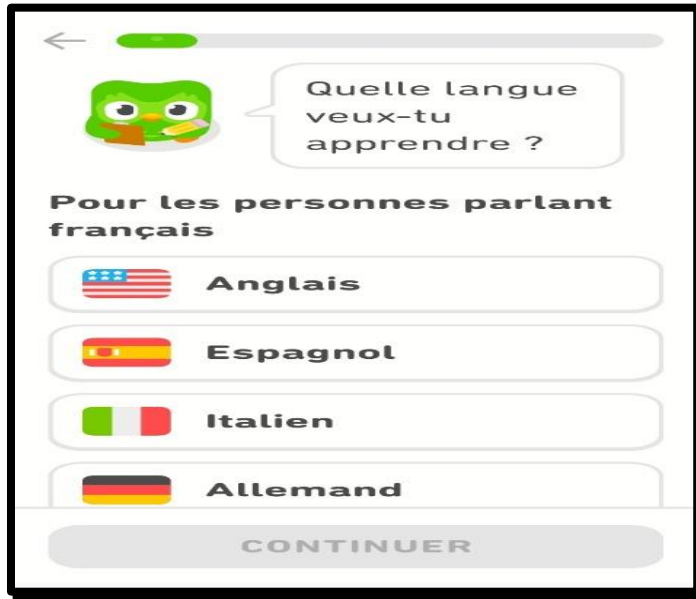 Quelle langue
veux-tu
apprendre ?
Pour les personnes parlant
français
Anglais
Espagnol
Italien
Allemand
CONTINUER